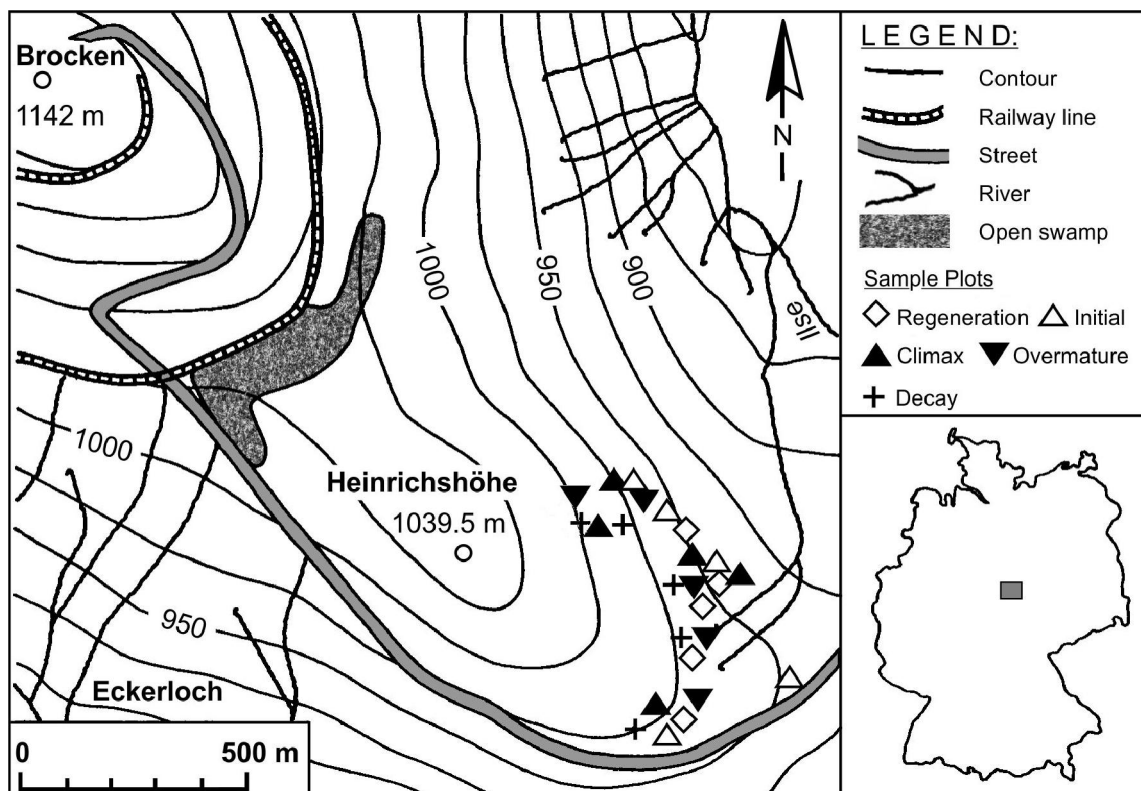 Brocken
1142 m
N
1000
950
900
Ilse
1000
Heinrichshöhe
1039.5 m
950
Eckerloch
0 500 m
L E G E N D:
Contour
Railway line
Street
River
Open swamp
Sample Plots
Regeneration Initial
Climax Overmature
Decay